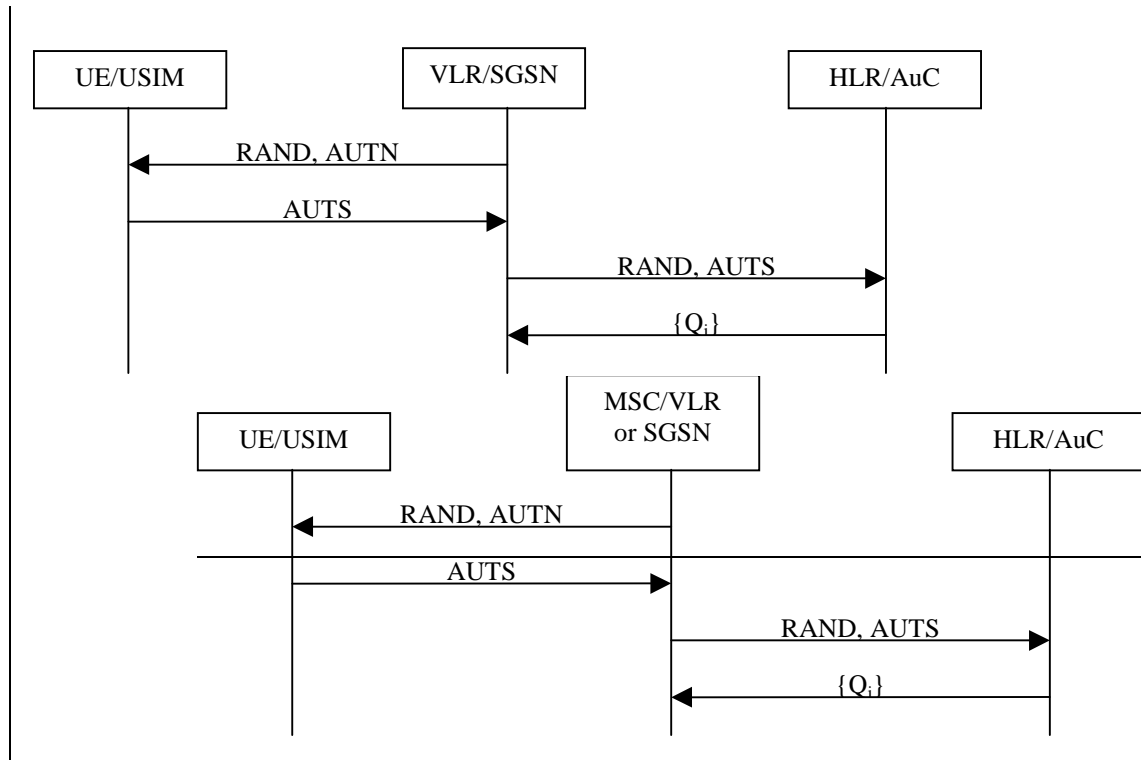 UE/USIM
VLR/SGSN
HLR/AuC
RAND, AUTN
AUTS
RAND, AUTS
{Qi}
MSC/VLR
or SGSN
UE/USIM
HLR/AuC
RAND, AUTN
AUTS
RAND, AUTS
{Qi}